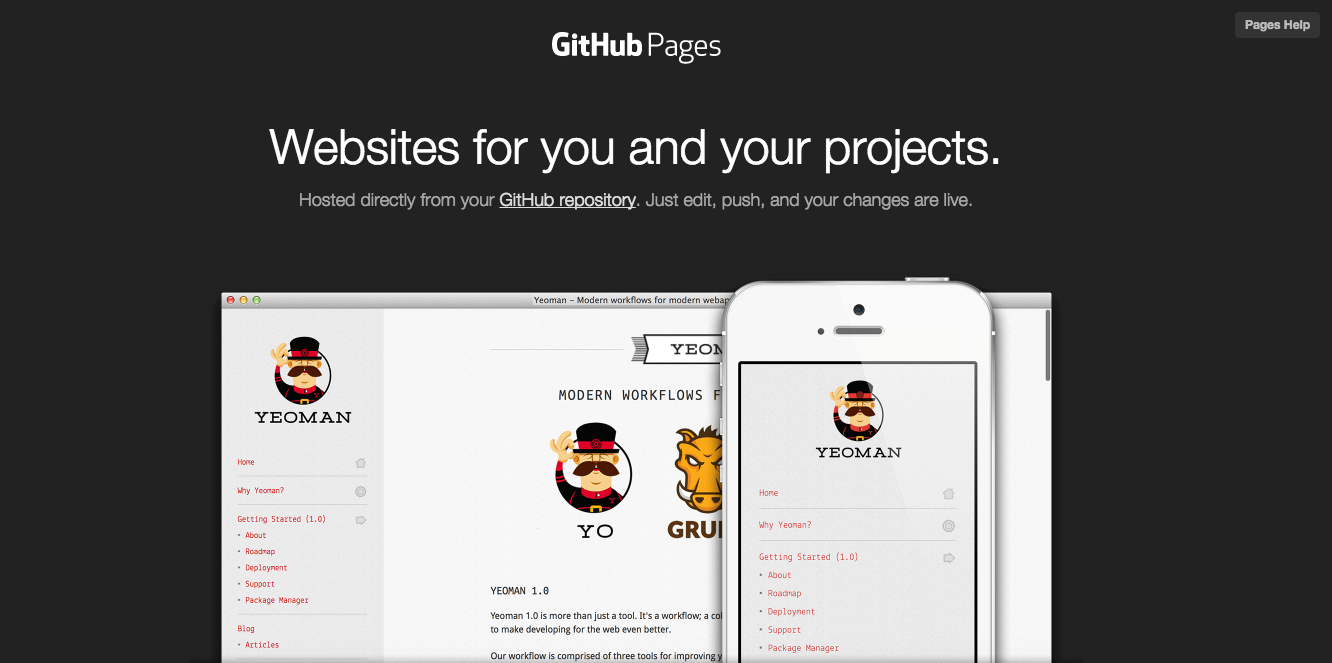 Pages Help
GitHub Pages
Websites for you and your projects.
Hosted directly from your GitHub repository. Just edit, push, and your changes are live.
Yeoman – Modern workflows for modern webap
YEOMAN
Home
Why Yeoman?
Getting Started (1.0)
• About
• Roadmap
• Deployment
• Support
• Package Manager
Blog
• Articles
YEOM
MODERN WORKFLOWS F
YO
GRU
YEOMAN 1.0
Yeoman 1.0 is more than just a tool. It's a workflow; a col
to make developing for the web even better.
Our workflow is comprised of three tools for improving y
YEOMAN
Home
Why Yeoman?
Getting Started (1.0)
• About
• Roadmap
• Deployment
• Support
• Package Manager